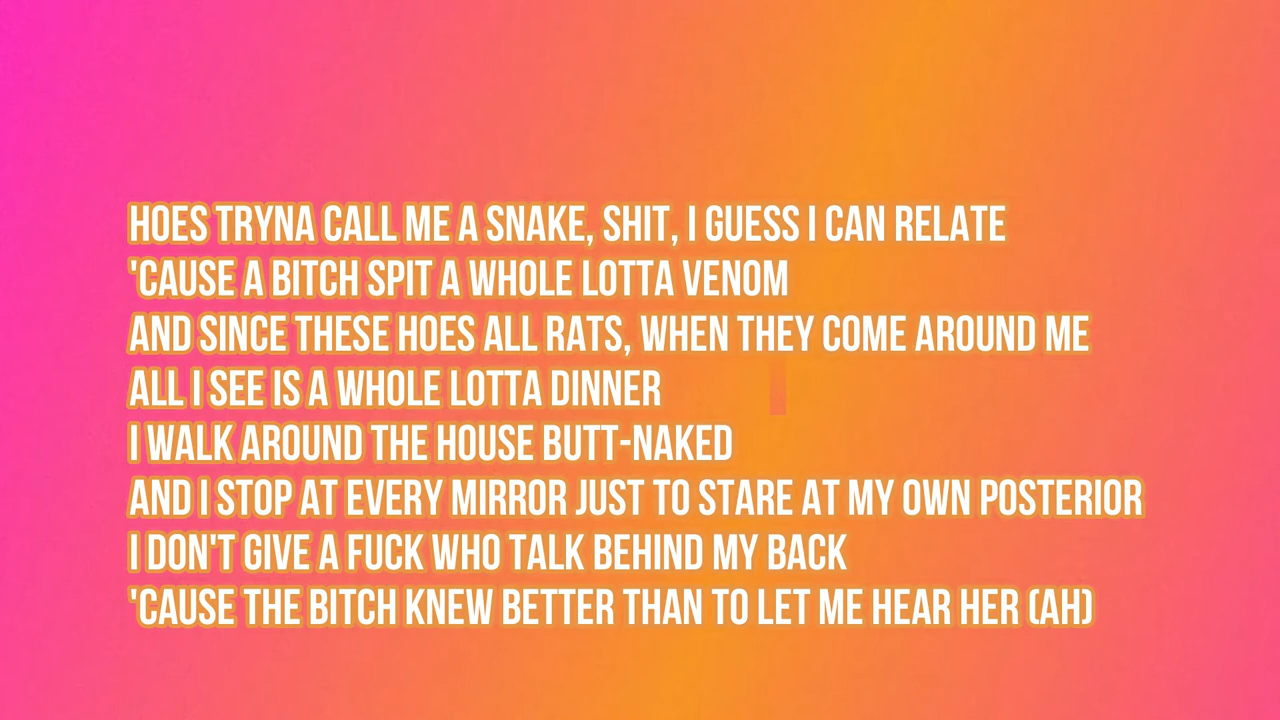 HOES TRYNA CALL ME A SNAKE, SHIT, I GUESS I CAN RELATE
'CAUSE A BITCH SPIT A WHOLE LOTTA VENOM
AND SINCE THESE HOES ALL RATS, WHEN THEY COME AROUND ME
ALL I SEE IS A WHOLE LOTTA DINNER
I WALK AROUND THE HOUSE BUTT-NAKED
AND I STOP AT EVERY MIRROR JUST TO STARE AT MY OWN POSTERIOR
I DON'T GIVE A FUCK WHO TALK BEHIND MY BACK
'CAUSE THE BITCH KNEW BETTER THAN TO LET ME HEAR HER (AH)